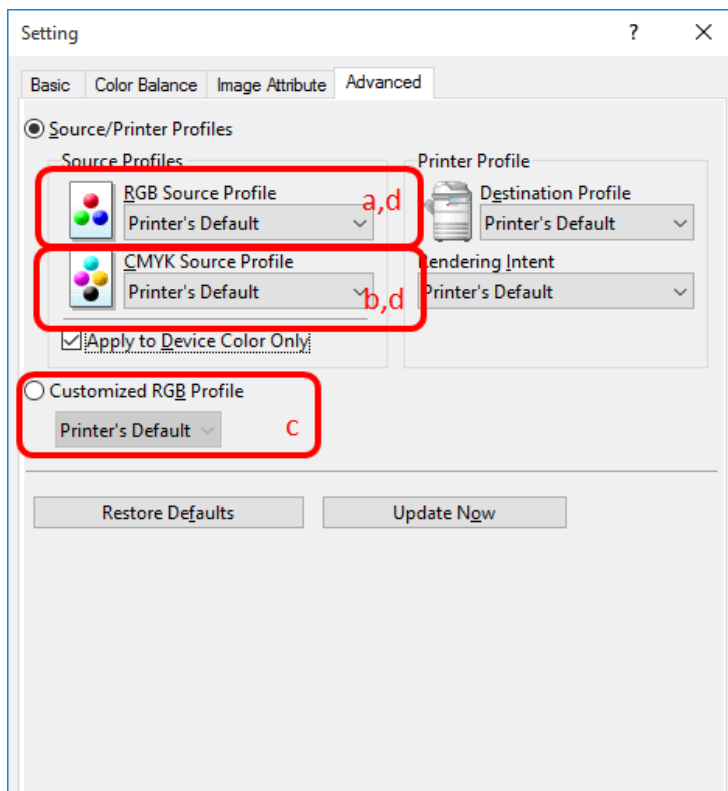 Setting ?
Basic Color Balance Image Attribute Advanced
Source/Printer Profiles
Source Profiles
RGB Source Profile
Printer's Default
a,d
CMYK Source Profile
Printer's Default
b,d
Apply to Device Color Only
Printer Profile
Destination Profile
Printer's Default
Rendering Intent
Printer's Default
Customized RGB Profile
Printer's Default
c
Restore Defaults Update Now